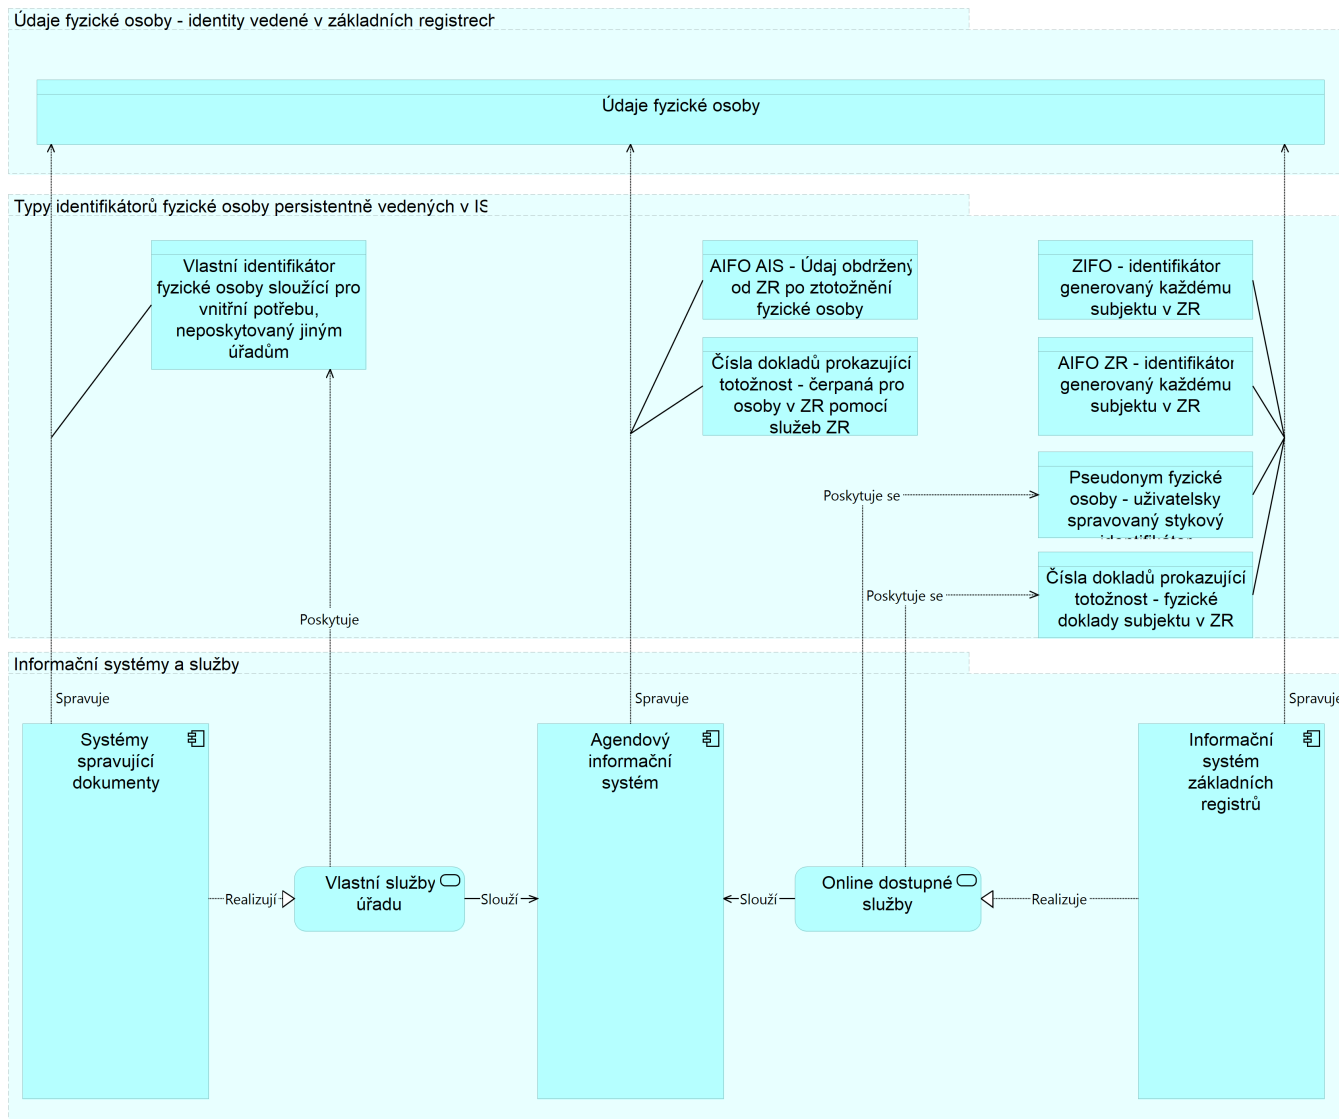 Údaje fyzické osoby - identity vedené v základních registrech
Údaje fyzické osoby
Typy identifikátorů fyzické osoby persistentně vedených v IS
Vlastní identifikátor
fyzické osoby sloužící pro
vnitřní potřebu,
neposkytovaný jiným
úřadům
AIFO AIS - Údaj obdržený
od ZR po ztotožnění
fyzické osoby
Čísla dokladů prokazující
totožnost - čerpaná pro
osoby v ZR pomocí
služeb ZR
ZIFO - identifikátor
generovaný každému
subjektu v ZR
AIFO ZR - identifikátor
generovaný každému
subjektu v ZR
Pseudonym fyzické
osoby - uživatelsky
spravovaný stykový
Čísla dokladů prokazující
totožnost - fyzické
doklady subjektu v ZR
Poskytuje se
Poskytuje se
Poskytuje
Informační systémy a služby
Spravuje
Spravuje
Spravuje
Systémy
spravující
dokumenty
Agendový
informační
systém
Informační
systém
základních
registrů
Realizují
Vlastní služby
úřadu
Slouží
Slouží
Online dostupné
služby
Realizuje